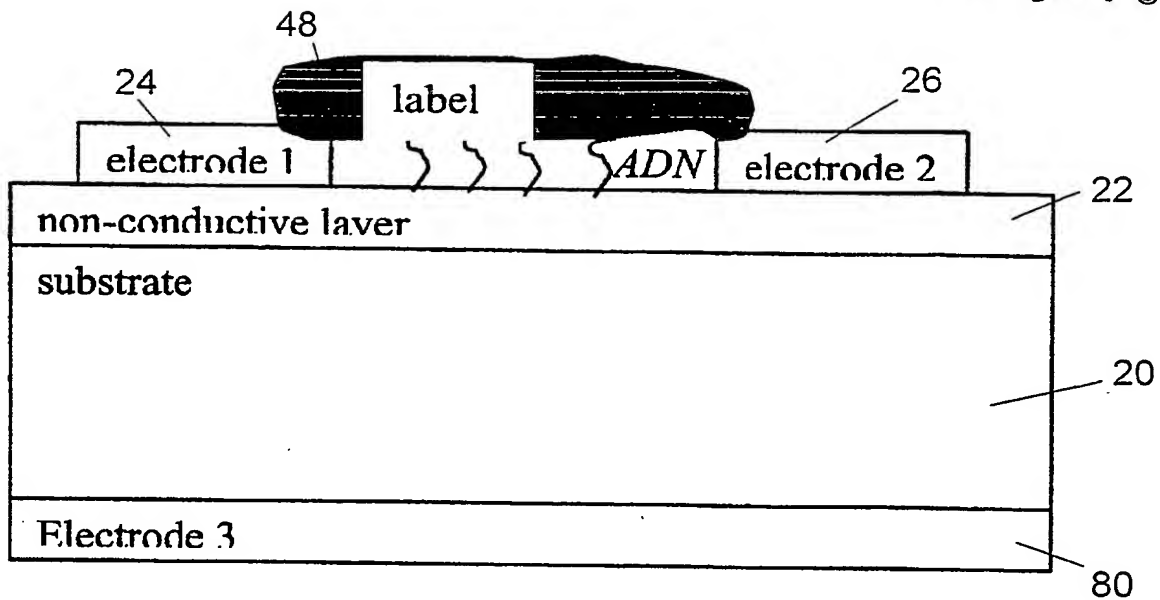 48
24
label
26
electrode 1
ADN
electrode 2
22
non-conductive layer
substrate
20
Electrode 3
80